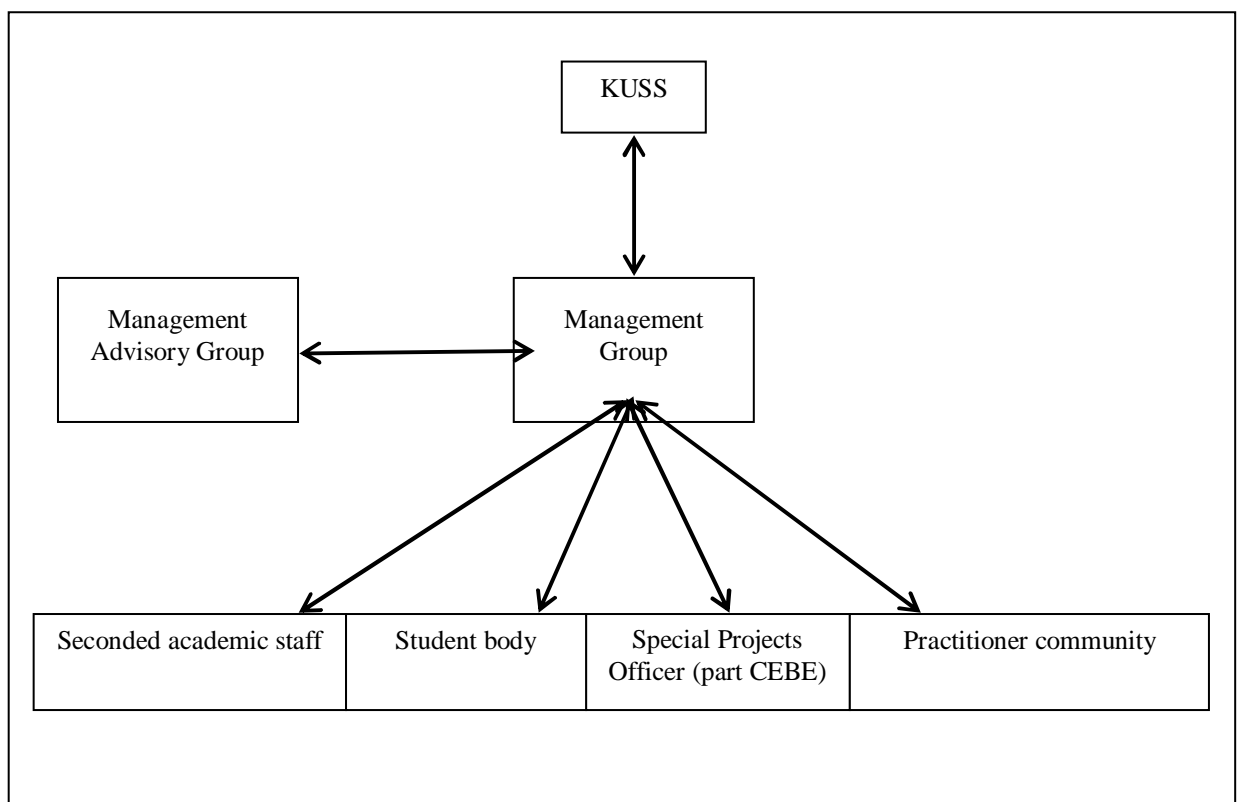 KUSS
Management
Advisory Group
Management
Group
Seconded academic staff
Student body
Special Projects
Officer (part CEBE)
Practitioner community